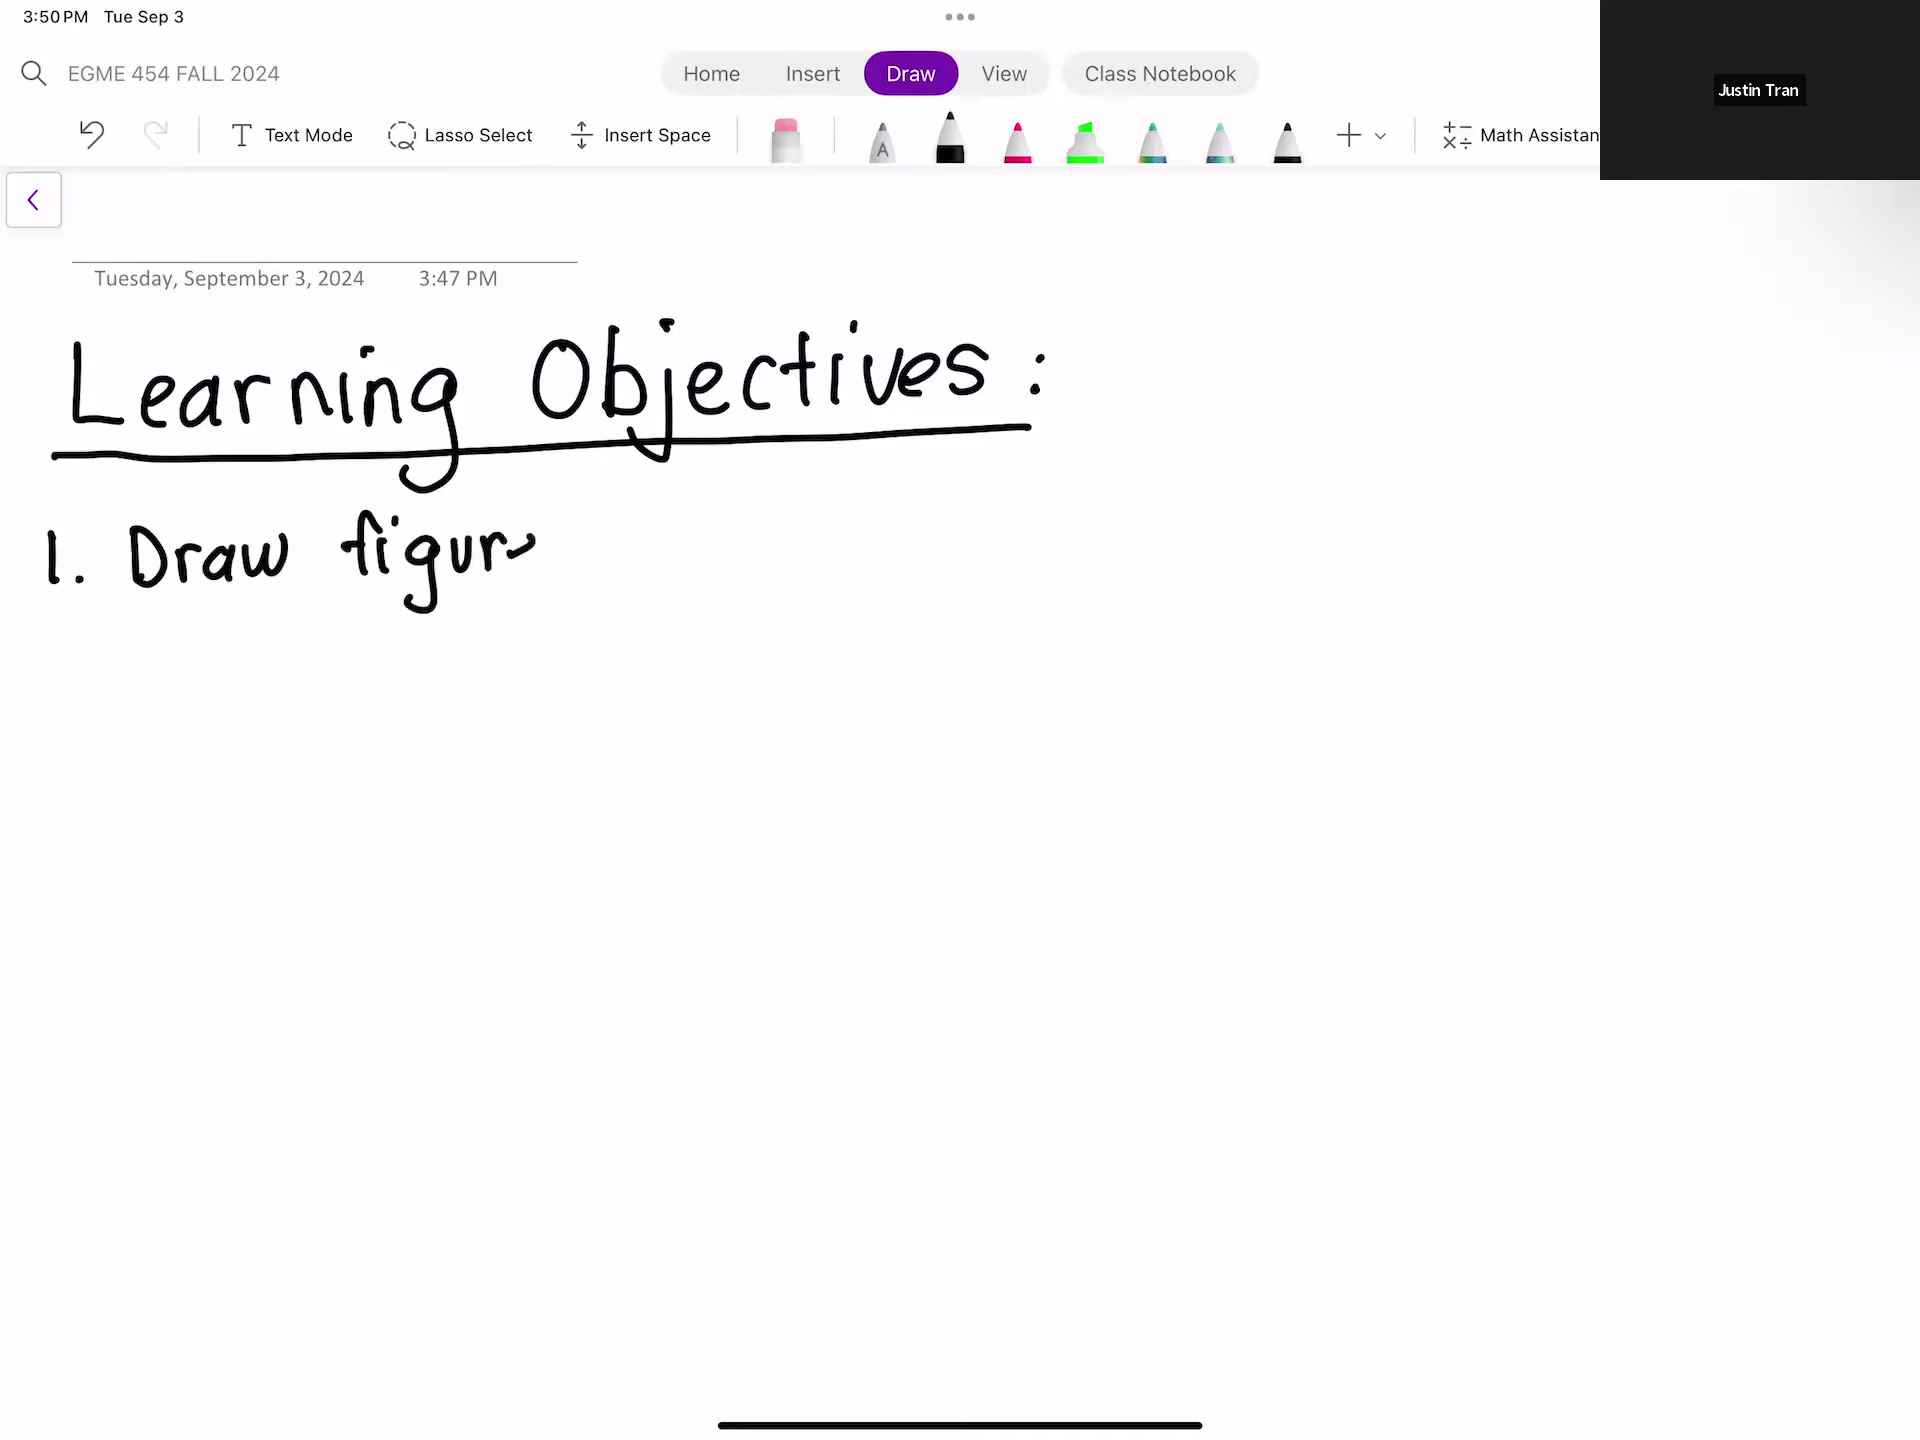 3:50 PM Tue Sep 3
EGME 454 FALL 2024
Home Insert Draw View Class Notebook
Justin Tran
Text Mode Lasso Select Insert Space A Math Assistan
Tuesday, September 3, 2024 3:47 PM
Learning Objectives:
1. Draw figur